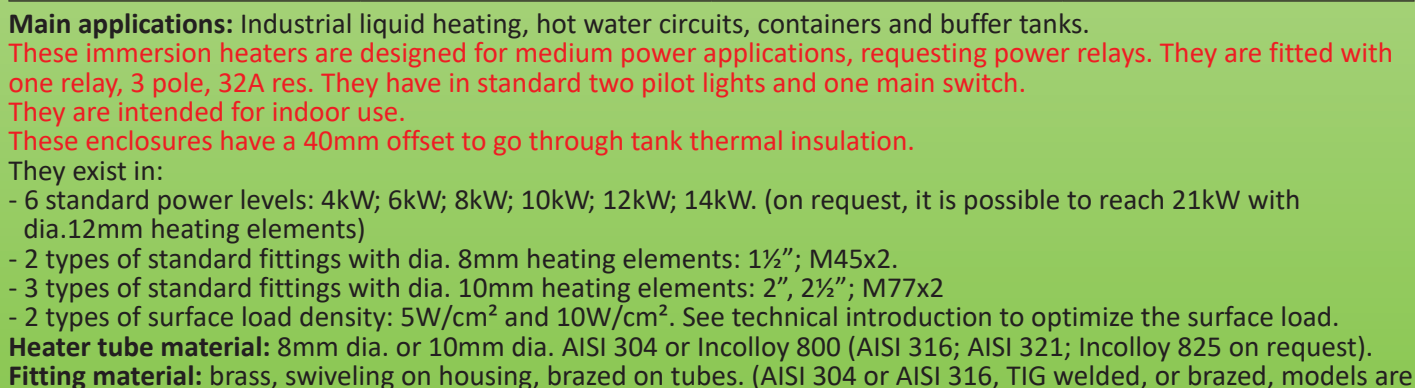 Main applications: Industrial liquid heating, hot water circuits, containers and buffer tanks.
These immersion heaters are designed for medium power applications, requesting power relays. They are fitted with
one relay, 3 pole, 32A res. They have in standard two pilot lights and one main switch.
They are intended for indoor use.
These enclosures have a 40mm offset to go through tank thermal insulation.
They exist in:
- 6 standard power levels: 4kW; 6kW; 8kW; 10kW; 12kW; 14kW. (on request, it is possible to reach 21kW with
dia.12mm heating elements)
- 2 types of standard fittings with dia. 8mm heating elements: 1½”; M45x2.
- 3 types of standard fittings with dia. 10mm heating elements: 2”, 2½”; M77x2
- 2 types of surface load density: 5W/cm² and 10W/cm². See technical introduction to optimize the surface load.
Heater tube material: 8mm dia. or 10mm dia. AISI 304 or Incolloy 800 (AISI 316; AISI 321; Incolloy 825 on request).
Fitting material: brass, swiveling on housing, brazed on tubes. (AISI 304 or AISI 316, TIG welded, or brazed, models are